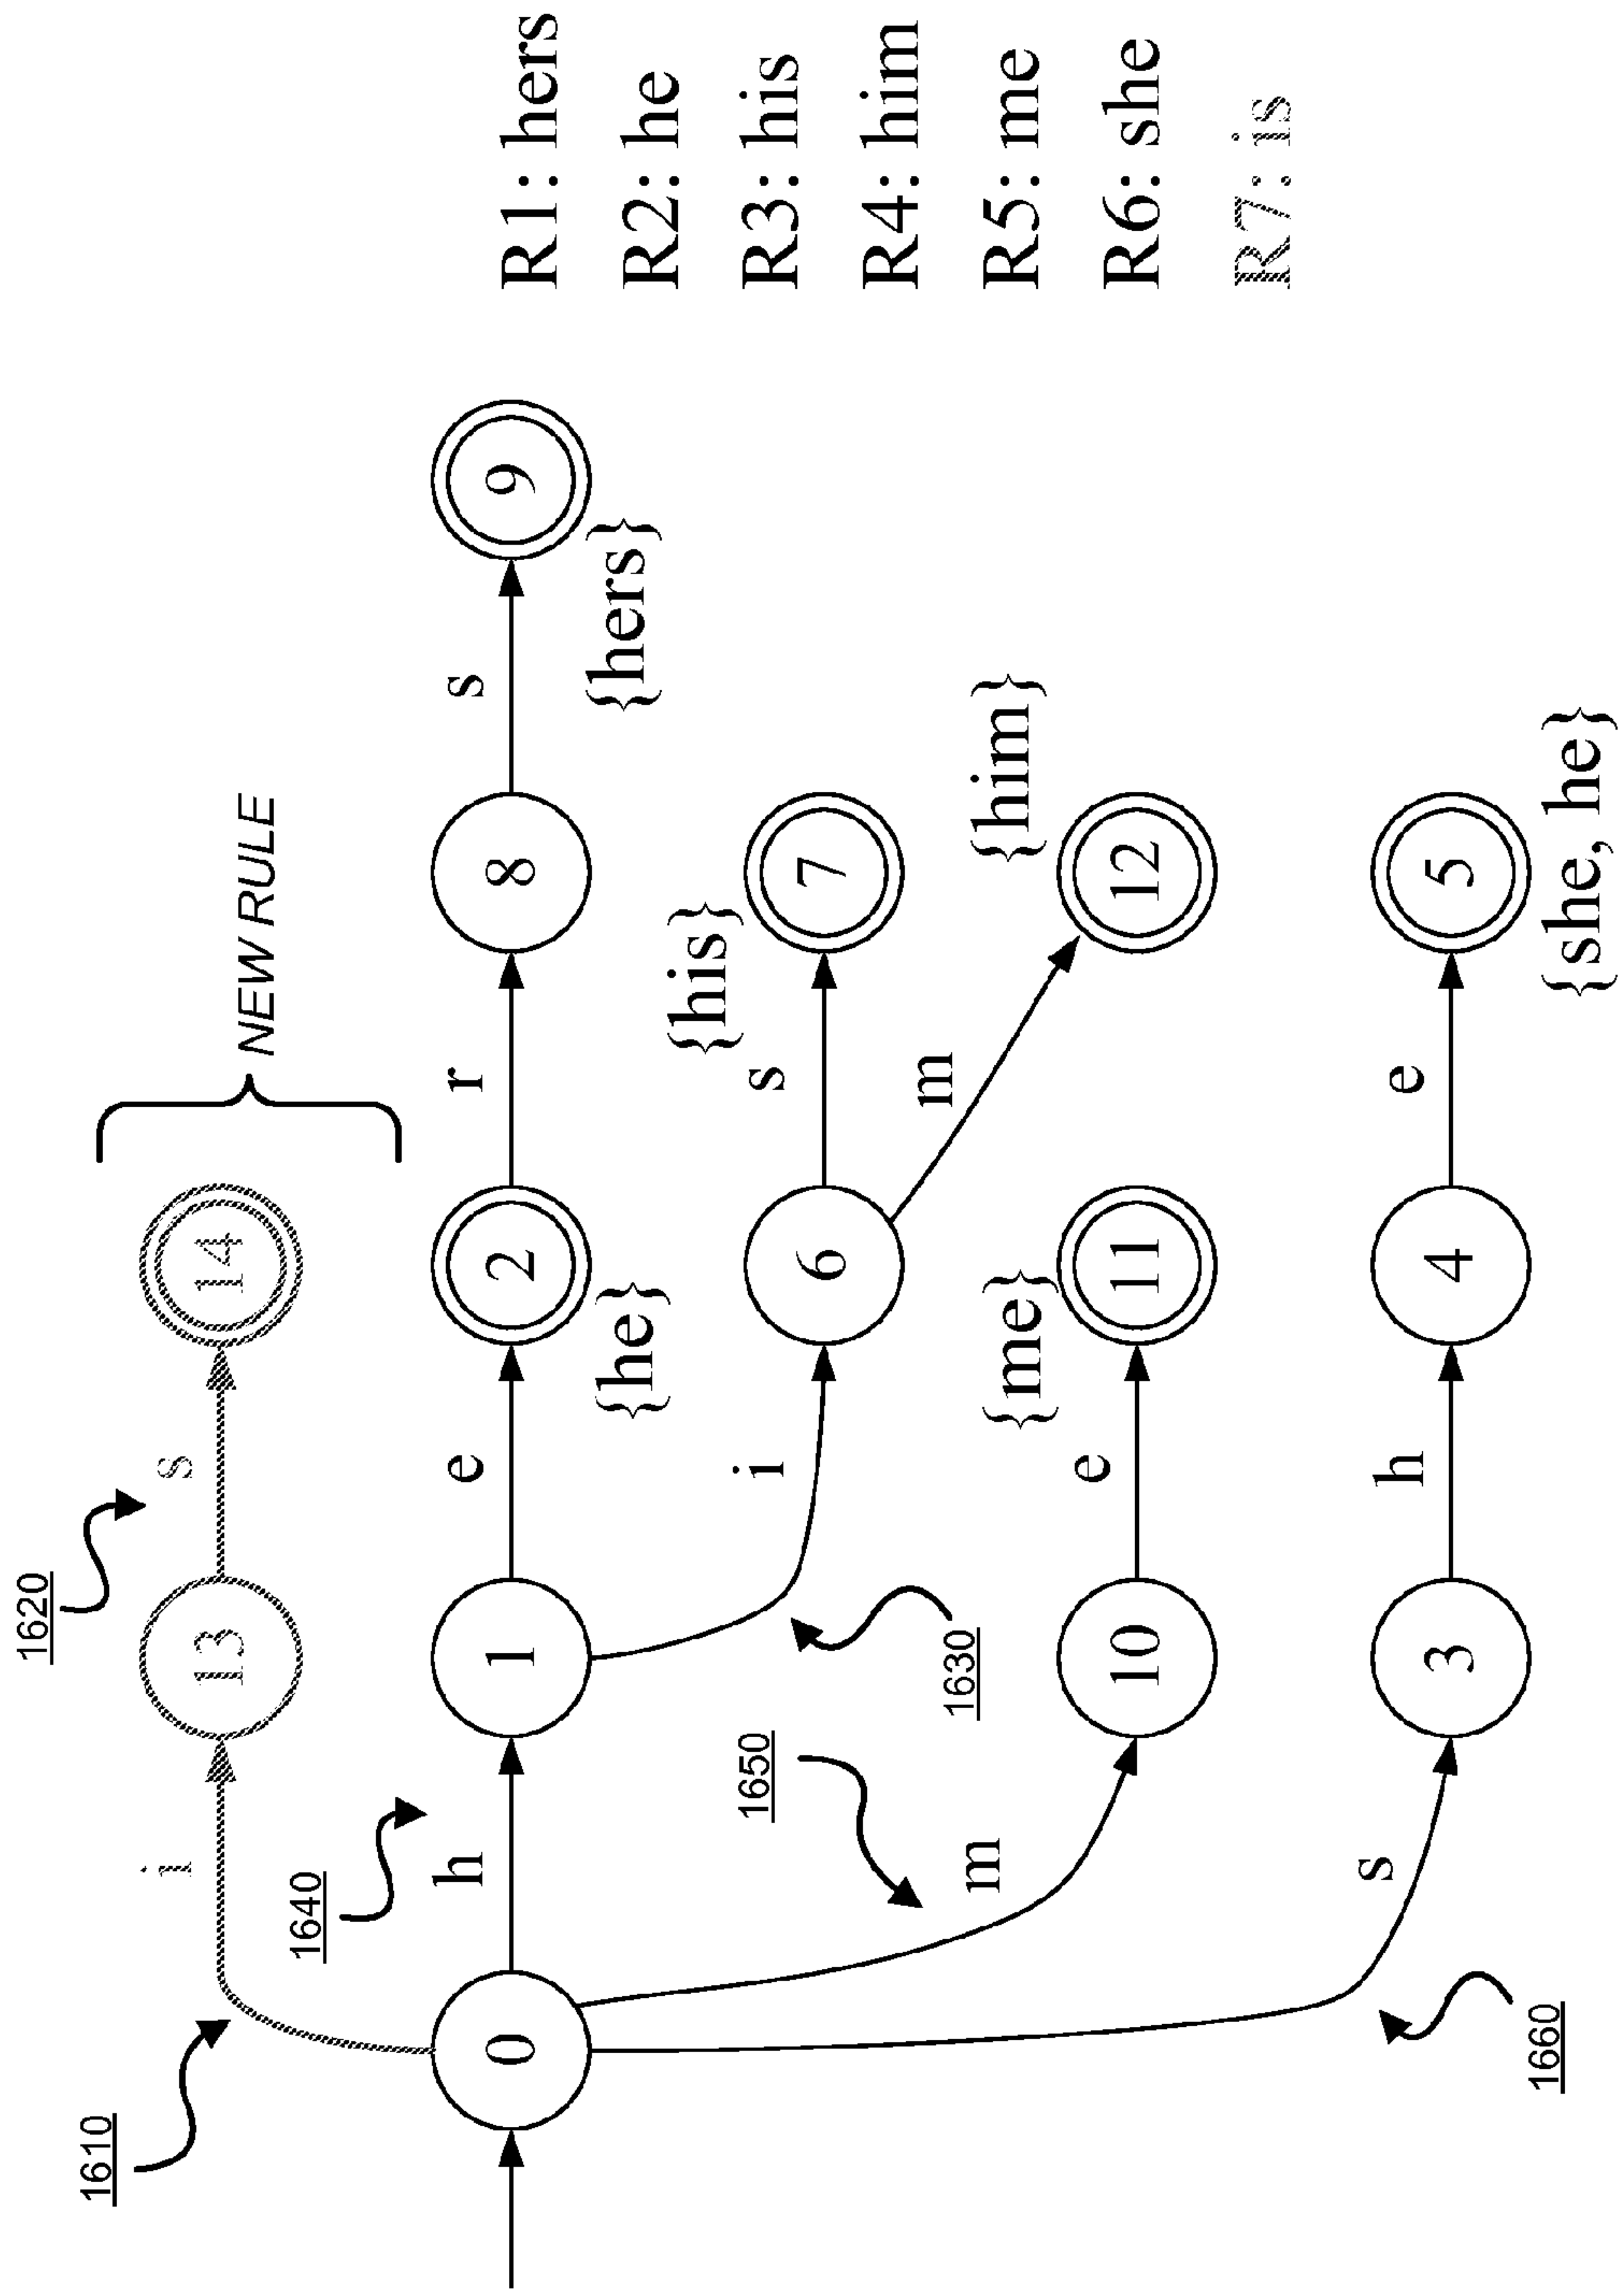 1610
1620
NEW RULE
i
13
s
14
1640
0
h
1
e
2
{he}
r
8
s
9
{hers}
1630
i
6
s
{his}
7
m
{him}
12
1650
m
10
e
{me}
11
1660
s
3
h
4
e
5
{she, he}
R1: hers
R2: he
R3: his
R4: him
R5: me
R6: she
R7: is